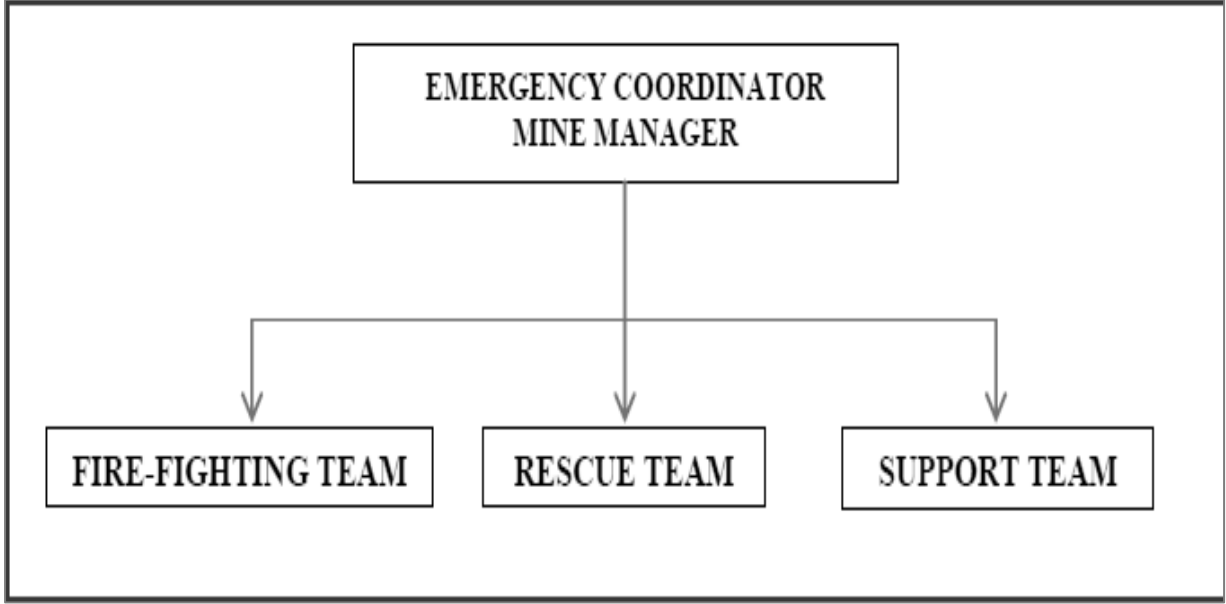 EMERGENCY COORDINATOR
MINE MANAGER
FIRE-FIGHTING TEAM
RESCUE TEAM
SUPPORT TEAM